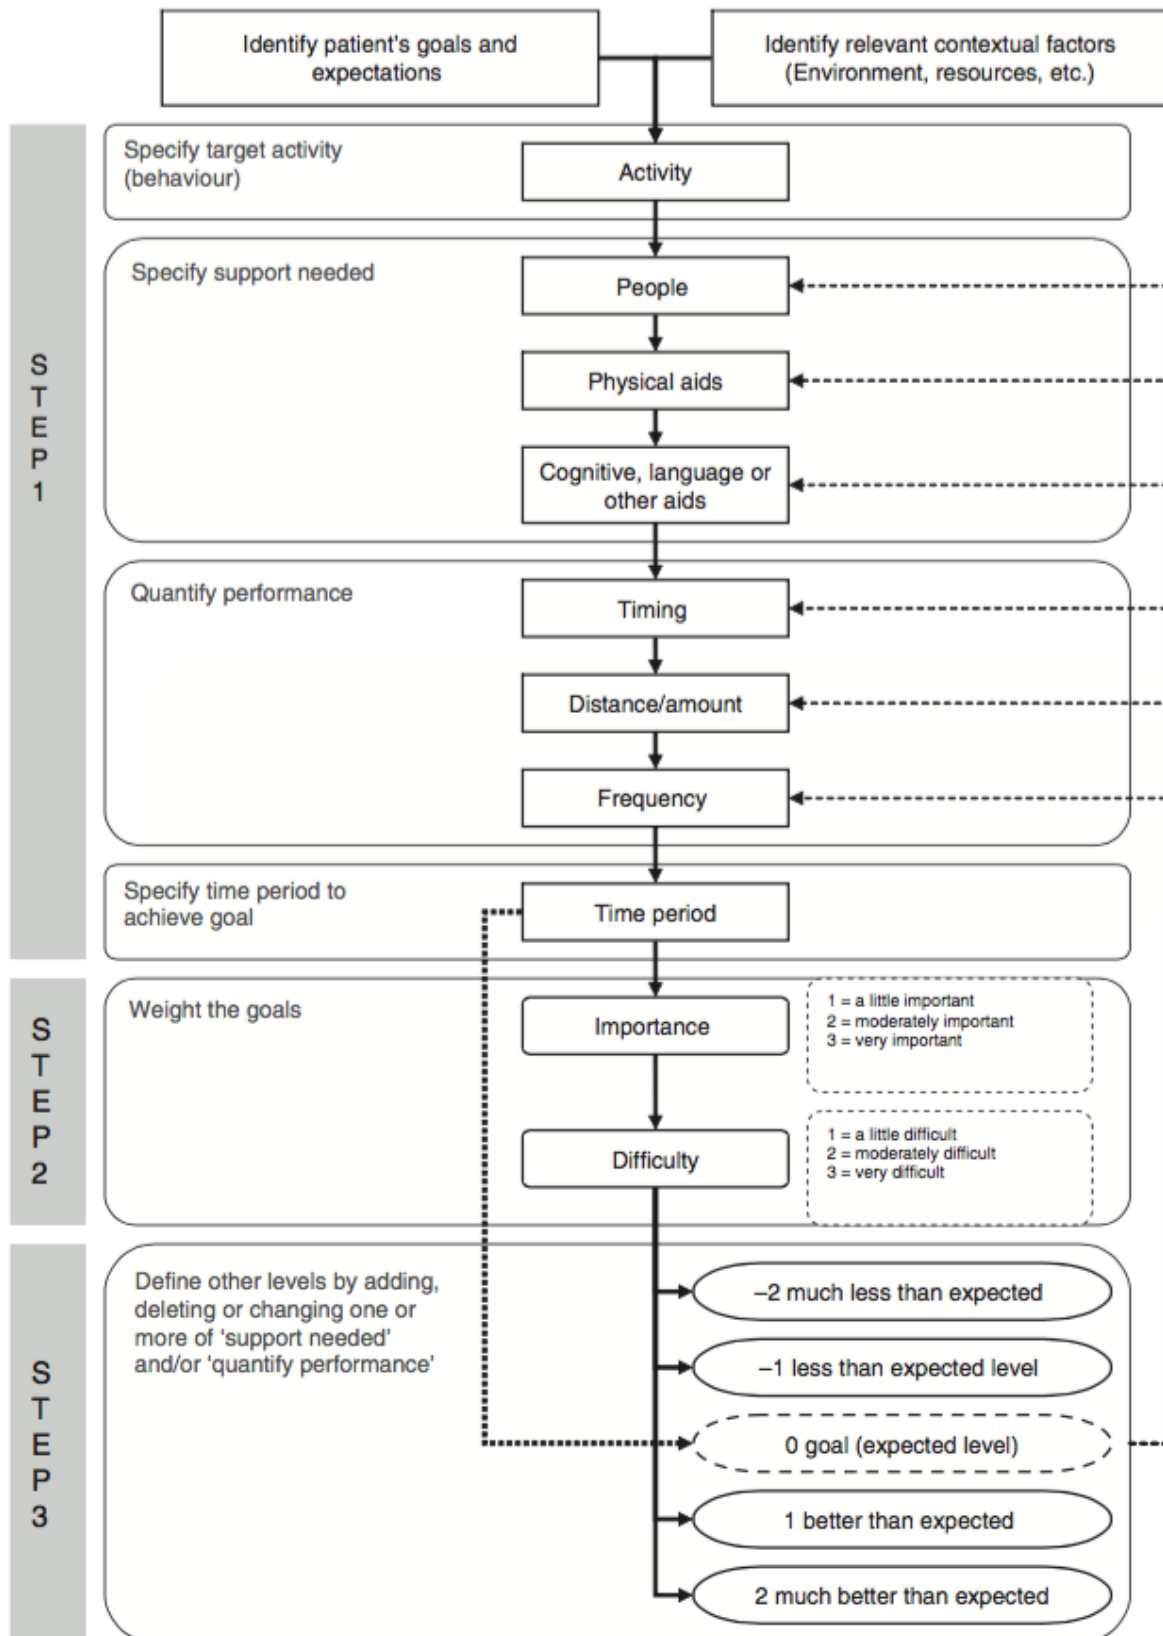 Identify patient's goals and
expectations
Identify relevant contextual factors
(Environment, resources, etc.)
STEP 1
Specify target activity
(behaviour)
Activity
Specify support needed
People
Physical aids
Cognitive, language or
other aids
Quantify performance
Timing
Distance/amount
Frequency
Specify time period to
achieve goal
Time period
STEP 2
Weight the goals
Importance
1 = a little important
2 = moderately important
3 = very important
Difficulty
1 = a little difficult
2 = moderately difficult
3 = very difficult
STEP 3
Define other levels by adding,
deleting or changing one or
more of 'support needed'
and/or 'quantify performance'
–2 much less than expected
–1 less than expected level
0 goal (expected level)
1 better than expected
2 much better than expected